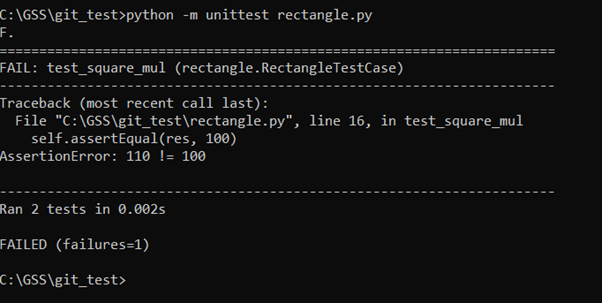 C:\GSS\git_test>python -m unittest rectangle.py
F.
======================================================================
FAIL: test_square_mul (rectangle.RectangleTestCase)
----------------------------------------------------------------------
Traceback (most recent call last):
  File "C:\GSS\git_test\rectangle.py", line 16, in test_square_mul
    self.assertEqual(res, 100)
AssertionError: 110 != 100

----------------------------------------------------------------------
Ran 2 tests in 0.002s

FAILED (failures=1)

C:\GSS\git_test>